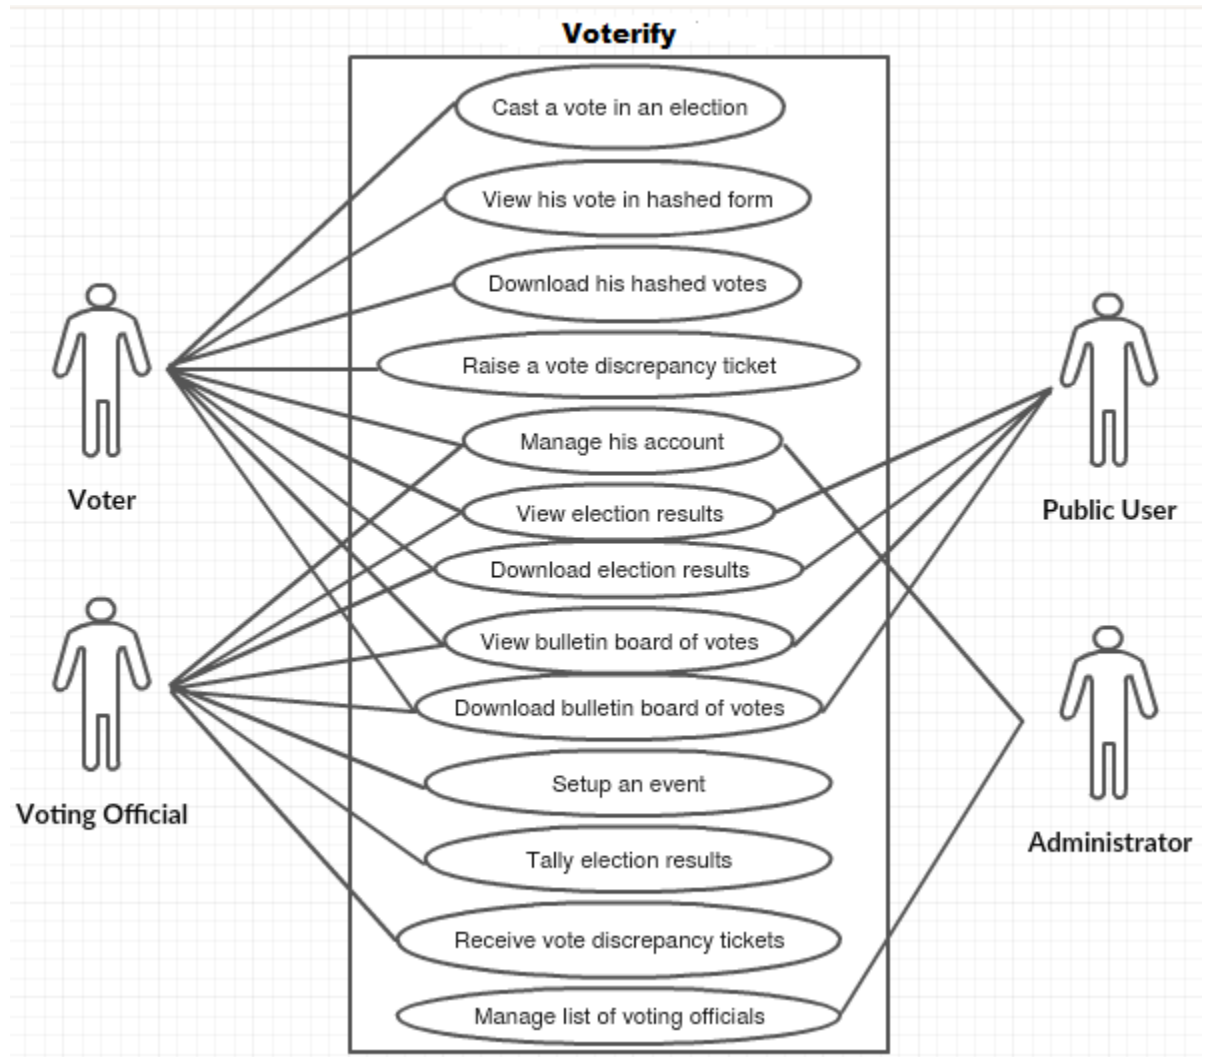 Voterify
Cast a vote in an election
View his vote in hashed form
Download his hashed votes
Raise a vote discrepancy ticket
Manage his account
View election results
Download election results
View bulletin board of votes
Download bulletin board of votes
Setup an event
Tally election results
Receive vote discrepancy tickets
Manage list of voting officials
Voter
Voting Official
Public User
Administrator